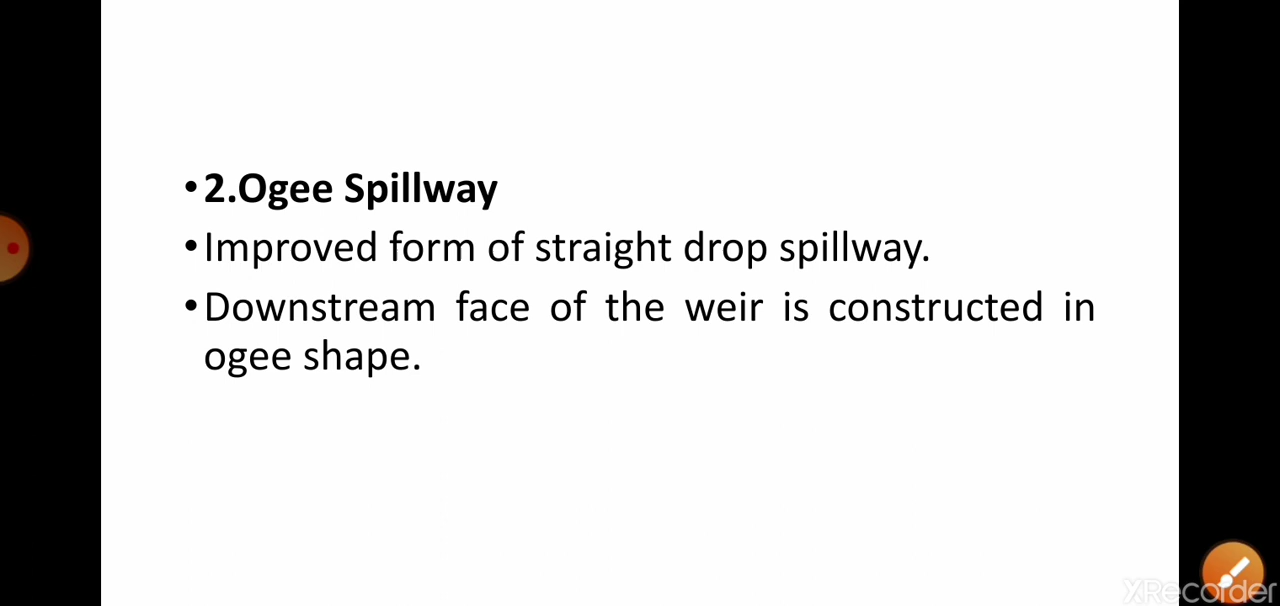 •2.Ogee Spillway
•Improved form of straight drop spillway.
•Downstream face of the weir is constructed in
ogee shape.
XRecorder